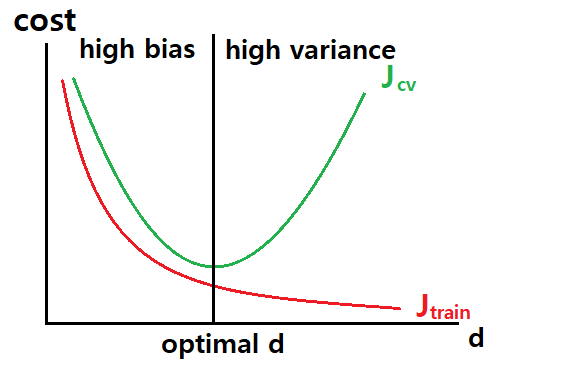 cost
high bias
high variance
Jcv
Jtrain
optimal d
d